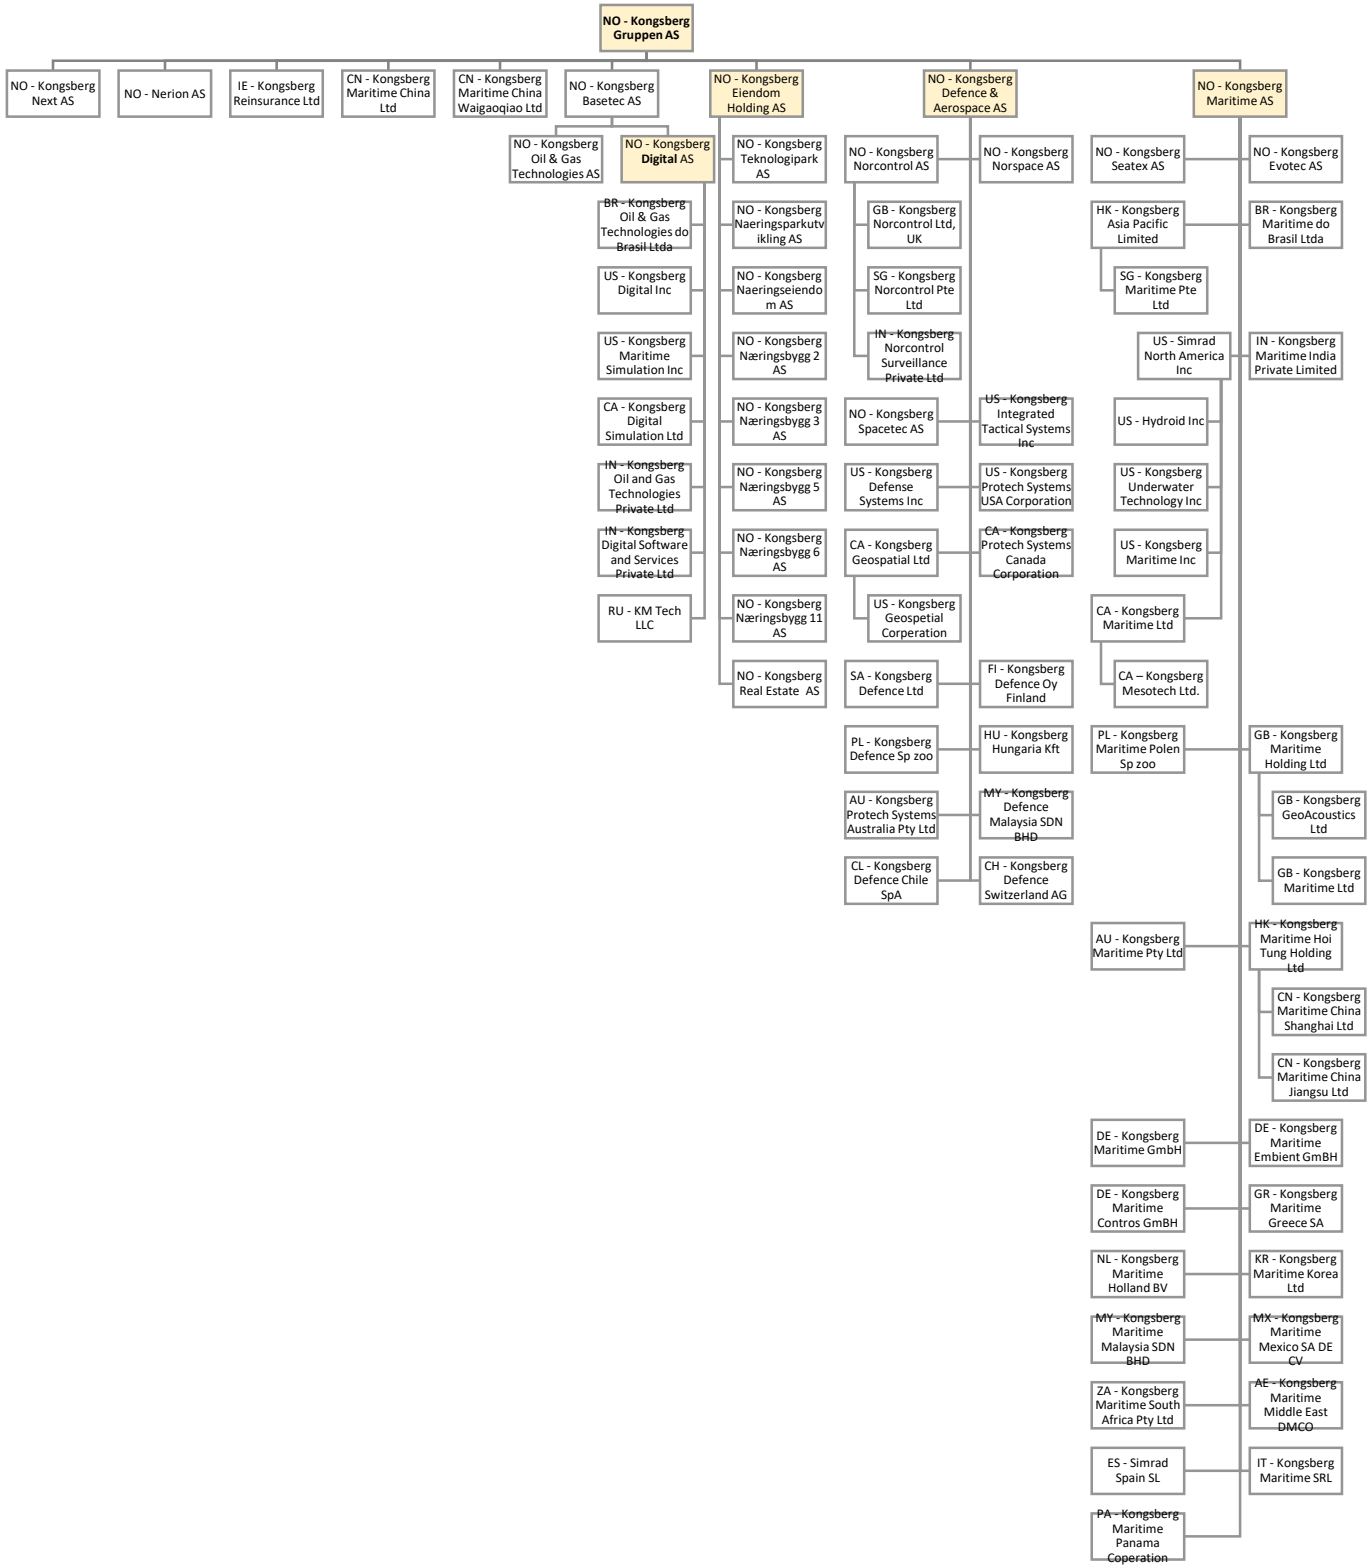 NO - Kongsberg
Gruppen AS
NO - Kongsberg
Next AS
NO - Nerion AS
IE - Kongsberg
Reinsurance Ltd
CN - Kongsberg
Maritime China
Ltd
CN - Kongsberg
Maritime China
Waigaoqiao Ltd
NO - Kongsberg
Basetec AS
NO - Kongsberg
Eiendom
Holding AS
NO - Kongsberg
Defence &
Aerospace AS
NO - Kongsberg
Maritime AS
NO - Kongsberg
Oil & Gas
Technologies AS
NO - Kongsberg
Digital AS
BR - Kongsberg
Oil & Gas
Technologies do
Brasil Ltda
US - Kongsberg
Digital Inc
US - Kongsberg
Maritime
Simulation Inc
CA - Kongsberg
Digital
Simulation Ltd
IN - Kongsberg
Oil and Gas
Technologies
Private Ltd
IN - Kongsberg
Digital Software
and Services
Private Ltd
RU - KM Tech
LLC
NO - Kongsberg
Teknologipark
AS
NO - Kongsberg
Naeringsparkutv
ikling AS
NO - Kongsberg
Naeringseiendo
m AS
NO - Kongsberg
Næringsbygg 2
AS
NO - Kongsberg
Næringsbygg 3
AS
NO - Kongsberg
Næringsbygg 5
AS
NO - Kongsberg
Næringsbygg 6
AS
NO - Kongsberg
Næringsbygg 11
AS
NO - Kongsberg
Real Estate AS
NO - Kongsberg
Norcontrol AS
NO - Kongsberg
Norspace AS
GB - Kongsberg
Norcontrol Ltd,
UK
SG - Kongsberg
Norcontrol Pte
Ltd
IN - Kongsberg
Norcontrol
Surveillance
Private Ltd
NO - Kongsberg
Spacetec AS
US - Kongsberg
Integrated
Tactical Systems
Inc
US - Kongsberg
Defense
Systems Inc
US - Kongsberg
Protech Systems
USA Corporation
CA - Kongsberg
Geospatial Ltd
CA - Kongsberg
Protech Systems
Canada
Corporation
US - Kongsberg
Geospetial
Corperation
SA - Kongsberg
Defence Ltd
FI - Kongsberg
Defence Oy
Finland
PL - Kongsberg
Defence Sp zoo
HU - Kongsberg
Hungaria Kft
AU - Kongsberg
Protech Systems
Australia Pty Ltd
MY - Kongsberg
Defence
Malaysia SDN
BHD
CL - Kongsberg
Defence Chile
SpA
CH - Kongsberg
Defence
Switzerland AG
NO - Kongsberg
Seatex AS
NO - Kongsberg
Evotec AS
HK - Kongsberg
Asia Pacific
Limited
BR - Kongsberg
Maritime do
Brasil Ltda
SG - Kongsberg
Maritime Pte
Ltd
US - Simrad
North America
Inc
IN - Kongsberg
Maritime India
Private Limited
US - Hydroid Inc
US - Kongsberg
Underwater
Technology Inc
US - Kongsberg
Maritime Inc
CA - Kongsberg
Maritime Ltd
CA – Kongsberg
Mesotech Ltd.
PL - Kongsberg
Maritime Polen
Sp zoo
GB - Kongsberg
Maritime
Holding Ltd
GB - Kongsberg
GeoAcoustics
Ltd
GB - Kongsberg
Maritime Ltd
AU - Kongsberg
Maritime Pty Ltd
HK - Kongsberg
Maritime Hoi
Tung Holding
Ltd
CN - Kongsberg
Maritime China
Shanghai Ltd
CN - Kongsberg
Maritime China
Jiangsu Ltd
DE - Kongsberg
Maritime GmbH
DE - Kongsberg
Maritime
Embient GmBH
DE - Kongsberg
Maritime
Contros GmBH
GR - Kongsberg
Maritime
Greece SA
NL - Kongsberg
Maritime
Holland BV
KR - Kongsberg
Maritime Korea
Ltd
MY - Kongsberg
Maritime
Malaysia SDN
BHD
MX - Kongsberg
Maritime
Mexico SA DE
CV
ZA - Kongsberg
Maritime South
Africa Pty Ltd
AE - Kongsberg
Maritime
Middle East
DMCO
ES - Simrad
Spain SL
IT - Kongsberg
Maritime SRL
PA - Kongsberg
Maritime
Panama
Coperation